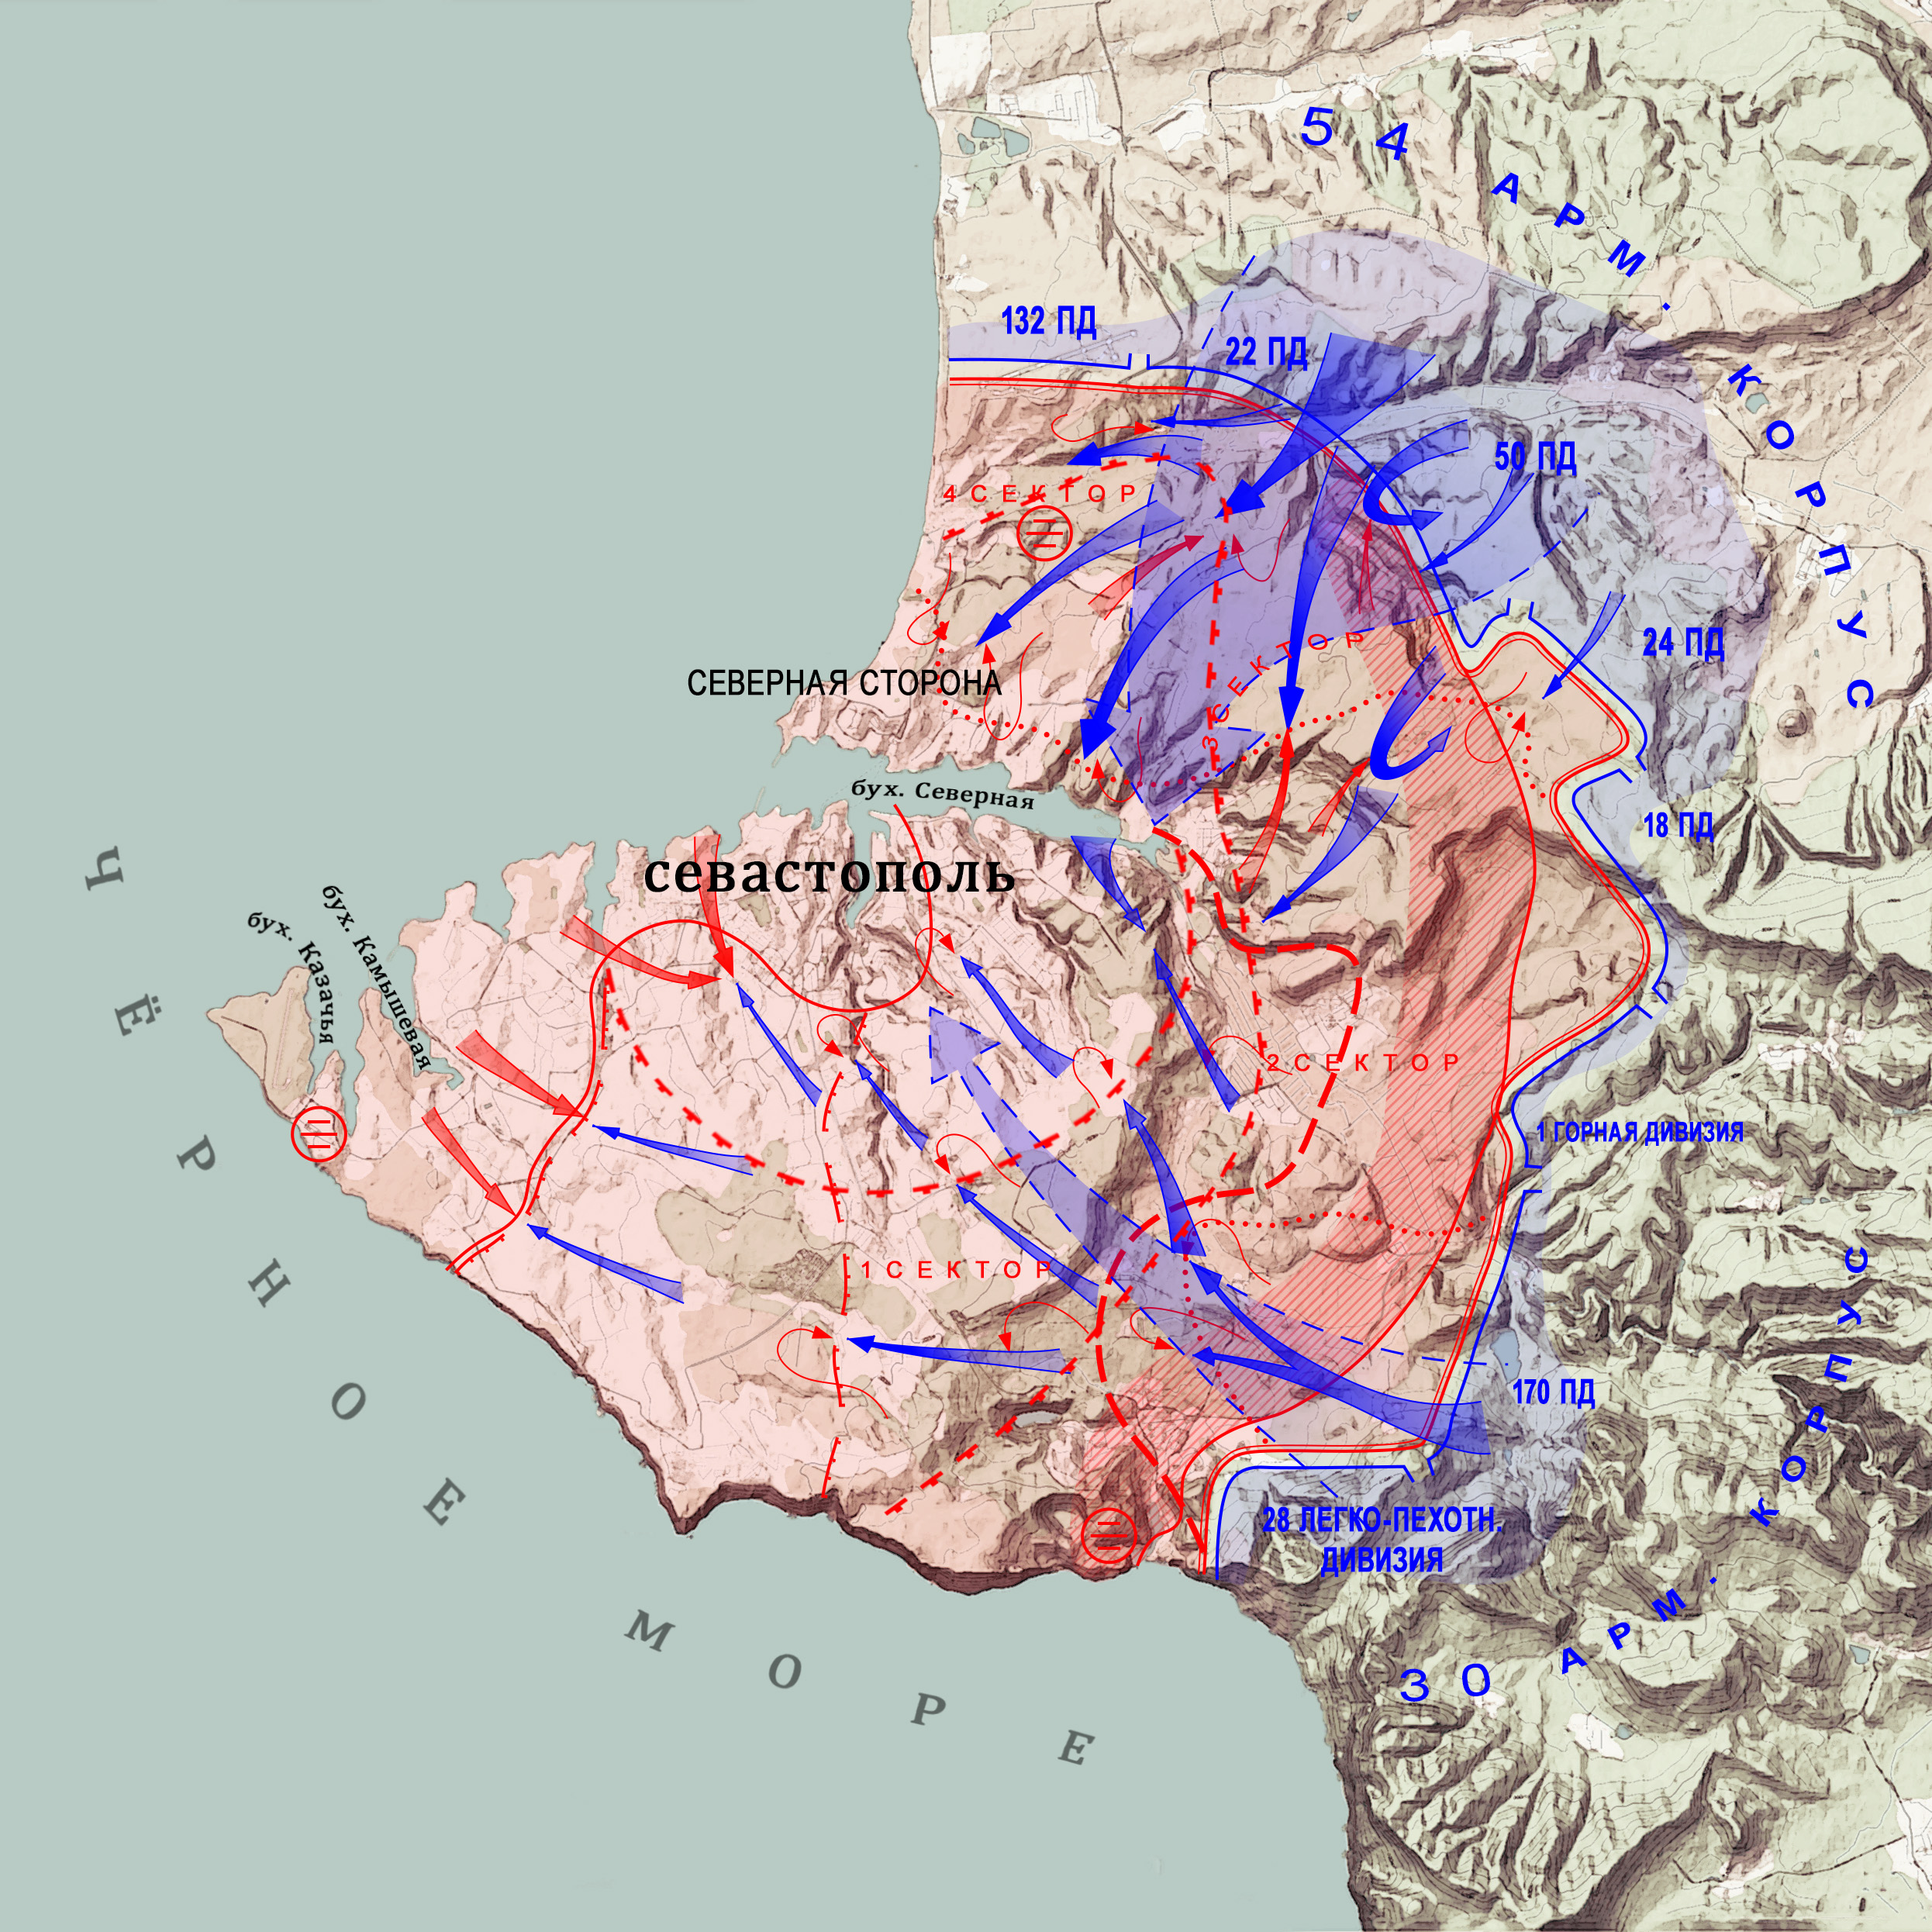 54 АРМ. КОРПУС
132 ПД
22 ПД
50 ПД
4 СЕКТОР
24 ПД
3 СЕКТОР
СЕВЕРНАЯ СТОРОНА
бух. Северная
18 ПД
севастополь
бух. Казачья
бух. Камышевая
2 СЕКТОР
1 ГОРНАЯ ДИВИЗИЯ
1 СЕКТОР
170 ПД
28 ЛЕГКО-ПЕХОТН.
ДИВИЗИЯ
30 АРМ. КОРПУС
ЧЁРНОЕ МОРЕ